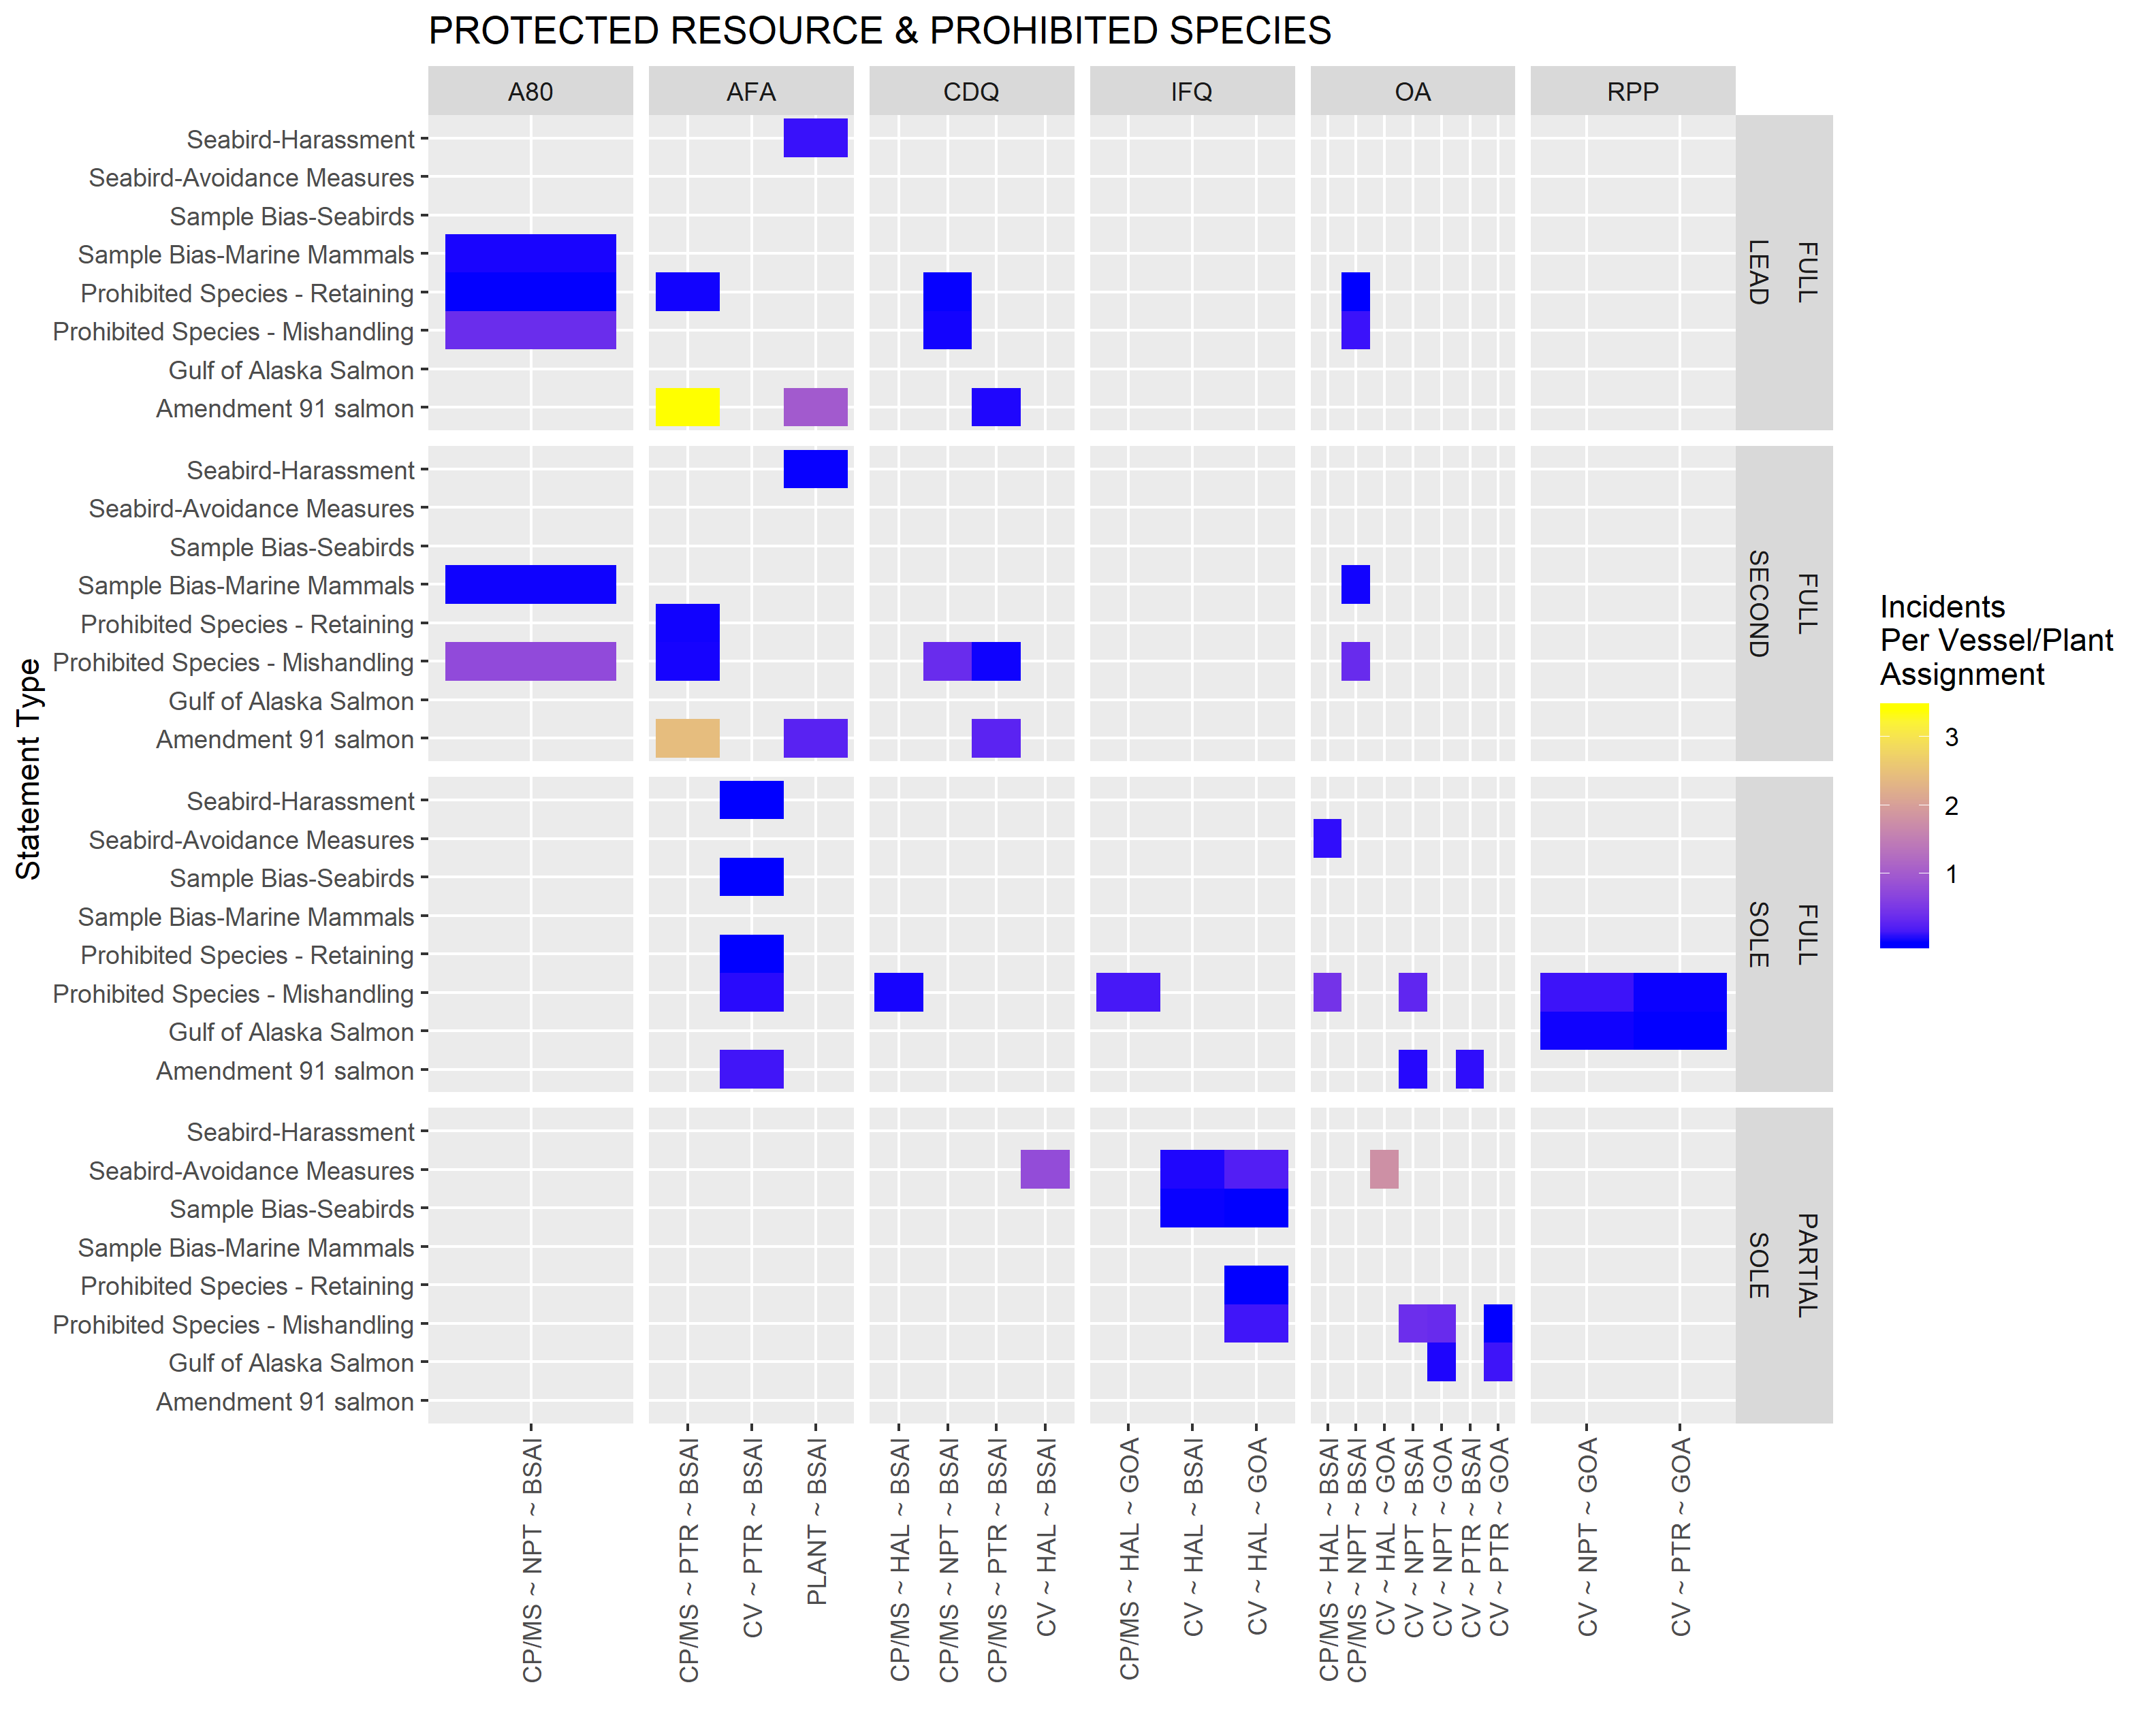 PROTECTED RESOURCE & PROHIBITED SPECIES
A80 AFA CDQ IFQ OA RPP
Seabird-Harassment
Seabird-Avoidance Measures
Sample Bias-Seabirds
Sample Bias-Marine Mammals
Prohibited Species - Retaining
Prohibited Species - Mishandling
Gulf of Alaska Salmon
Amendment 91 salmon
LEAD
FULL
Seabird-Harassment
Seabird-Avoidance Measures
Sample Bias-Seabirds
Sample Bias-Marine Mammals
Prohibited Species - Retaining
Prohibited Species - Mishandling
Gulf of Alaska Salmon
Amendment 91 salmon
SECOND
FULL
Seabird-Harassment
Seabird-Avoidance Measures
Sample Bias-Seabirds
Sample Bias-Marine Mammals
Prohibited Species - Retaining
Prohibited Species - Mishandling
Gulf of Alaska Salmon
Amendment 91 salmon
SOLE
FULL
Seabird-Harassment
Seabird-Avoidance Measures
Sample Bias-Seabirds
Sample Bias-Marine Mammals
Prohibited Species - Retaining
Prohibited Species - Mishandling
Gulf of Alaska Salmon
Amendment 91 salmon
SOLE
PARTIAL
Statement Type
CP/MS ~ NPT ~ BSAI
CP/MS ~ PTR ~ BSAI
CV ~ PTR ~ BSAI
PLANT ~ BSAI
CP/MS ~ HAL ~ BSAI
CP/MS ~ NPT ~ BSAI
CP/MS ~ PTR ~ BSAI
CV ~ HAL ~ BSAI
CP/MS ~ HAL ~ GOA
CV ~ HAL ~ BSAI
CV ~ HAL ~ GOA
CP/MS ~ HAL ~ BSAI
CP/MS ~ NPT ~ BSAI
CV ~ HAL ~ GOA
CV ~ NPT ~ BSAI
CV ~ NPT ~ GOA
CV ~ PTR ~ BSAI
CV ~ PTR ~ GOA
CV ~ NPT ~ GOA
CV ~ PTR ~ GOA
Incidents
Per Vessel/Plant
Assignment
3
2
1